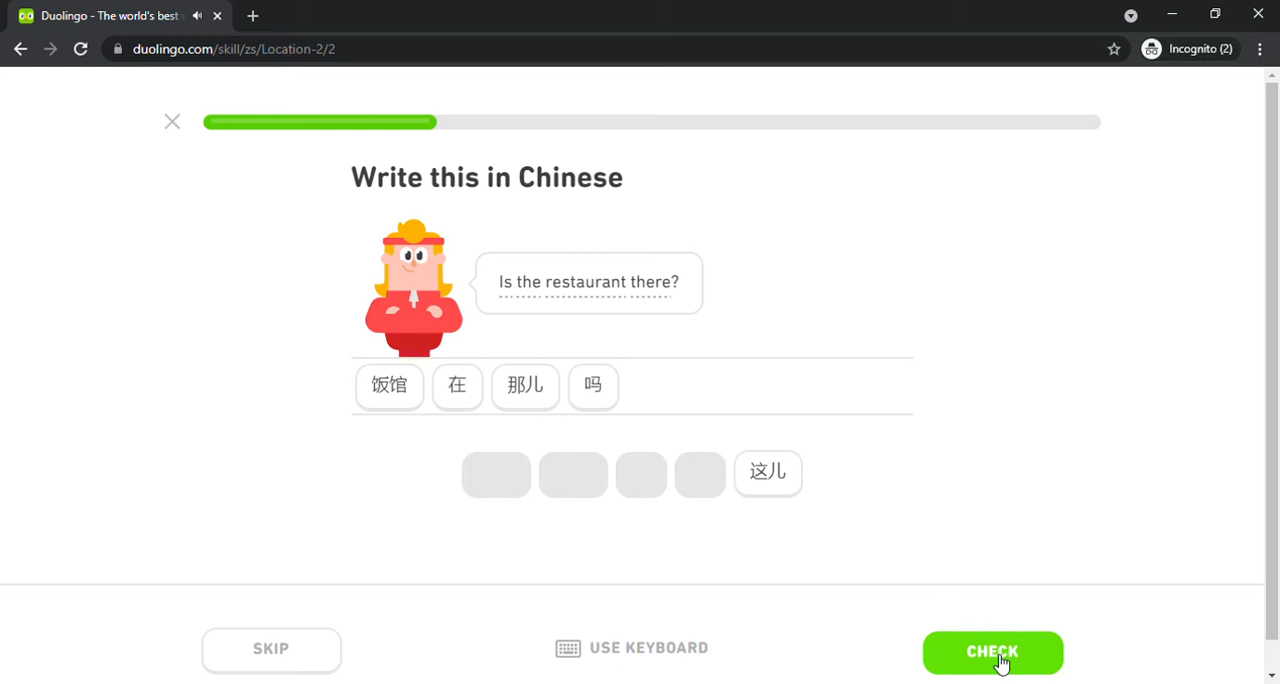 Duolingo - The world's best
duolingo.com/skill/zs/Location-2/2
Incognito (2)
Write this in Chinese
Is the restaurant there?
饭馆 在 那儿 吗
这儿
SKIP
USE KEYBOARD
CHECK